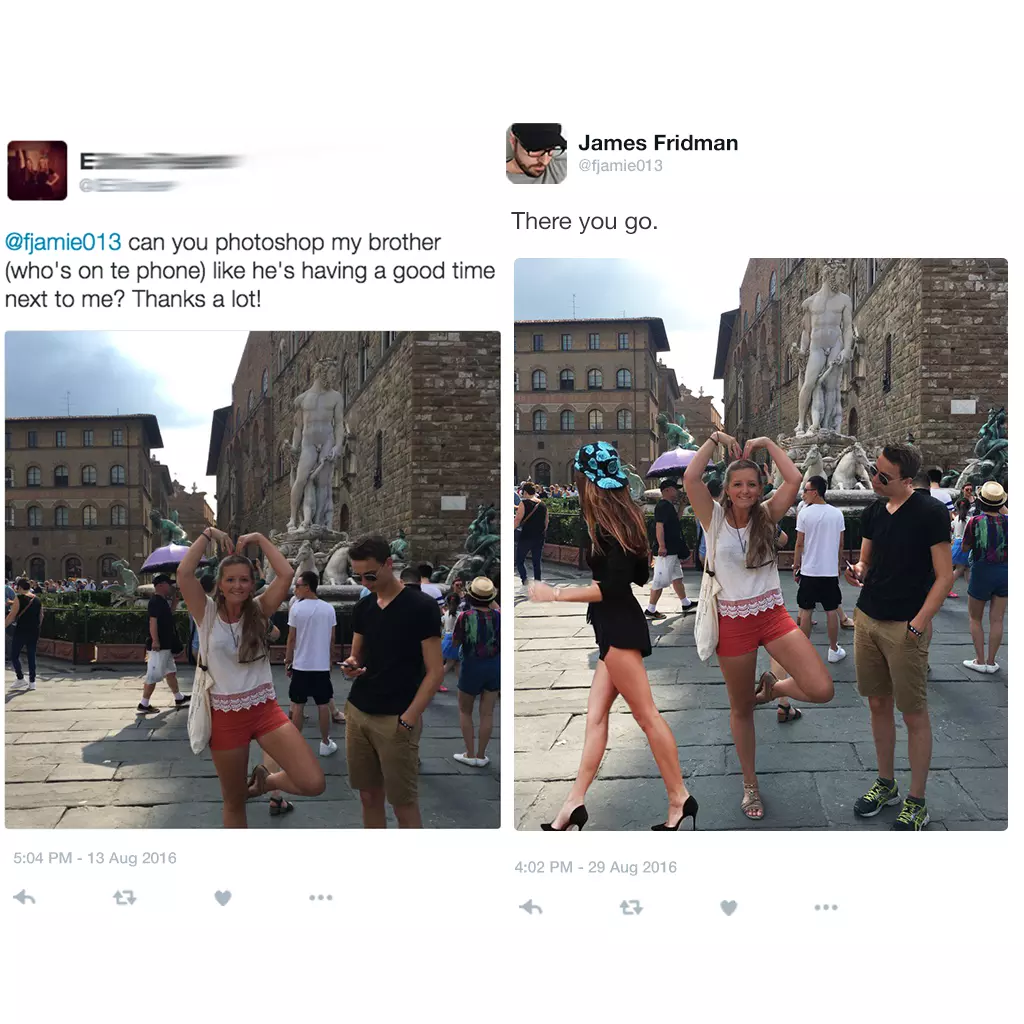 @fjamie013 can you photoshop my brother
(who's on te phone) like he's having a good time
next to me? Thanks a lot!
5:04 PM - 13 Aug 2016
James Fridman
@fjamie013
There you go.
4:02 PM - 29 Aug 2016